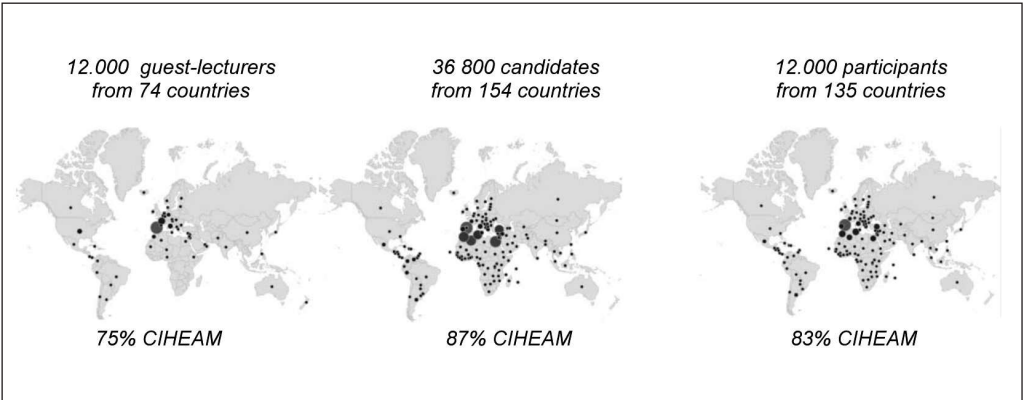 12.000 guest-lecturers
from 74 countries
36 800 candidates
from 154 countries
12.000 participants
from 135 countries
75% CIHEAM
87% CIHEAM
83% CIHEAM